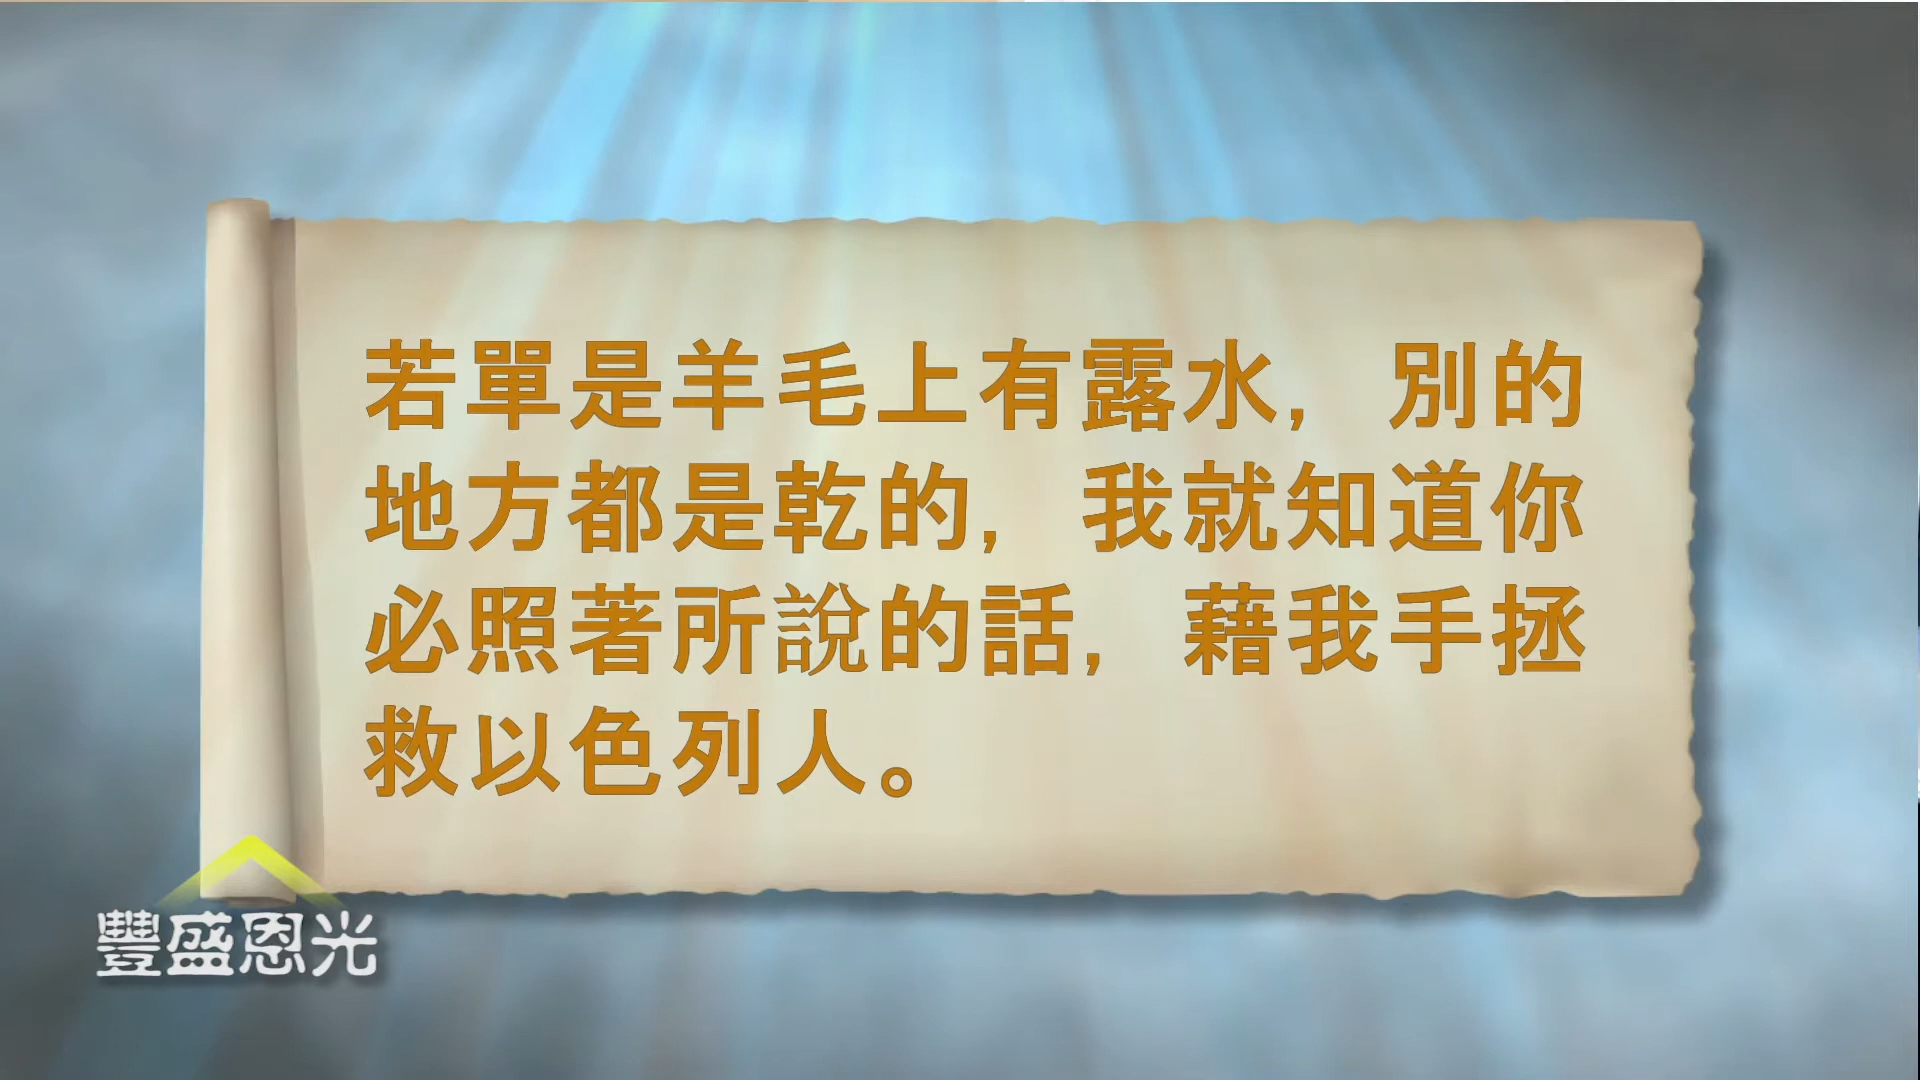 若單是羊毛上有露水，別的
地方都是乾的，我就知道你
必照著所說的話，藉我手拯
救以色列人。
豐盛恩光